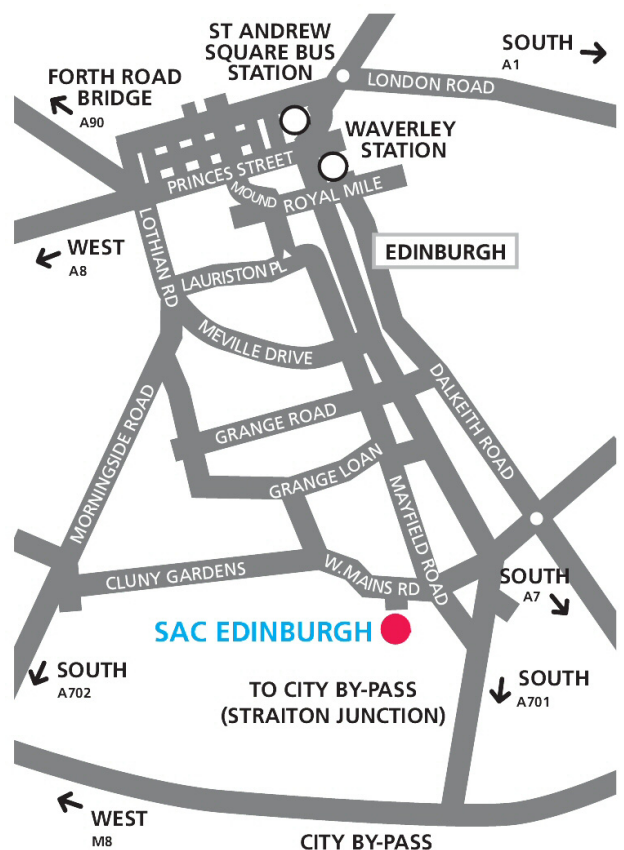 ST ANDREW
SQUARE BUS
STATION
SOUTH
A1
FORTH ROAD
BRIDGE
A90
LONDON ROAD
WAVERLEY
STATION
PRINCES STREET
MOUND
ROYAL MILE
WEST
A8
LOTHIAN RD
EDINBURGH
LAURISTON PL
MEVILLE DRIVE
DALKEITH ROAD
MORNINGSIDE ROAD
GRANGE ROAD
GRANGE LOAN
MAYFIELD ROAD
CLUNY GARDENS
W.MAINS RD
SOUTH
A7
SAC EDINBURGH
SOUTH
A702
TO CITY BY-PASS
(STRAITON JUNCTION)
SOUTH
A701
WEST
M8
CITY BY-PASS